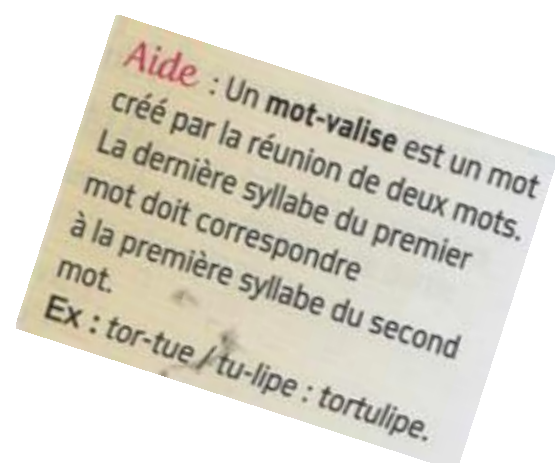 Aide : Un mot-valise est un mot
créé par la réunion de deux mots.
La dernière syllabe du premier
mot doit correspondre
à la première syllabe du second
mot.
Ex : tor-tue / tu-lipe : tortulipe.